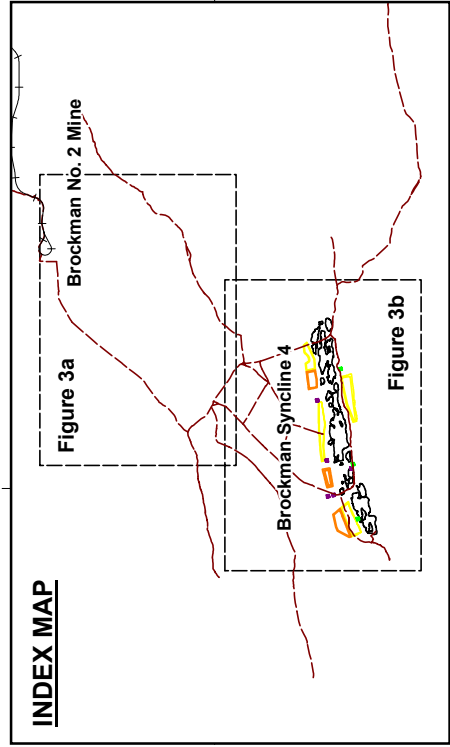 INDEX MAP
Figure 3a
Brockman No. 2 Mine
Brockman Syncline 4
Figure 3b